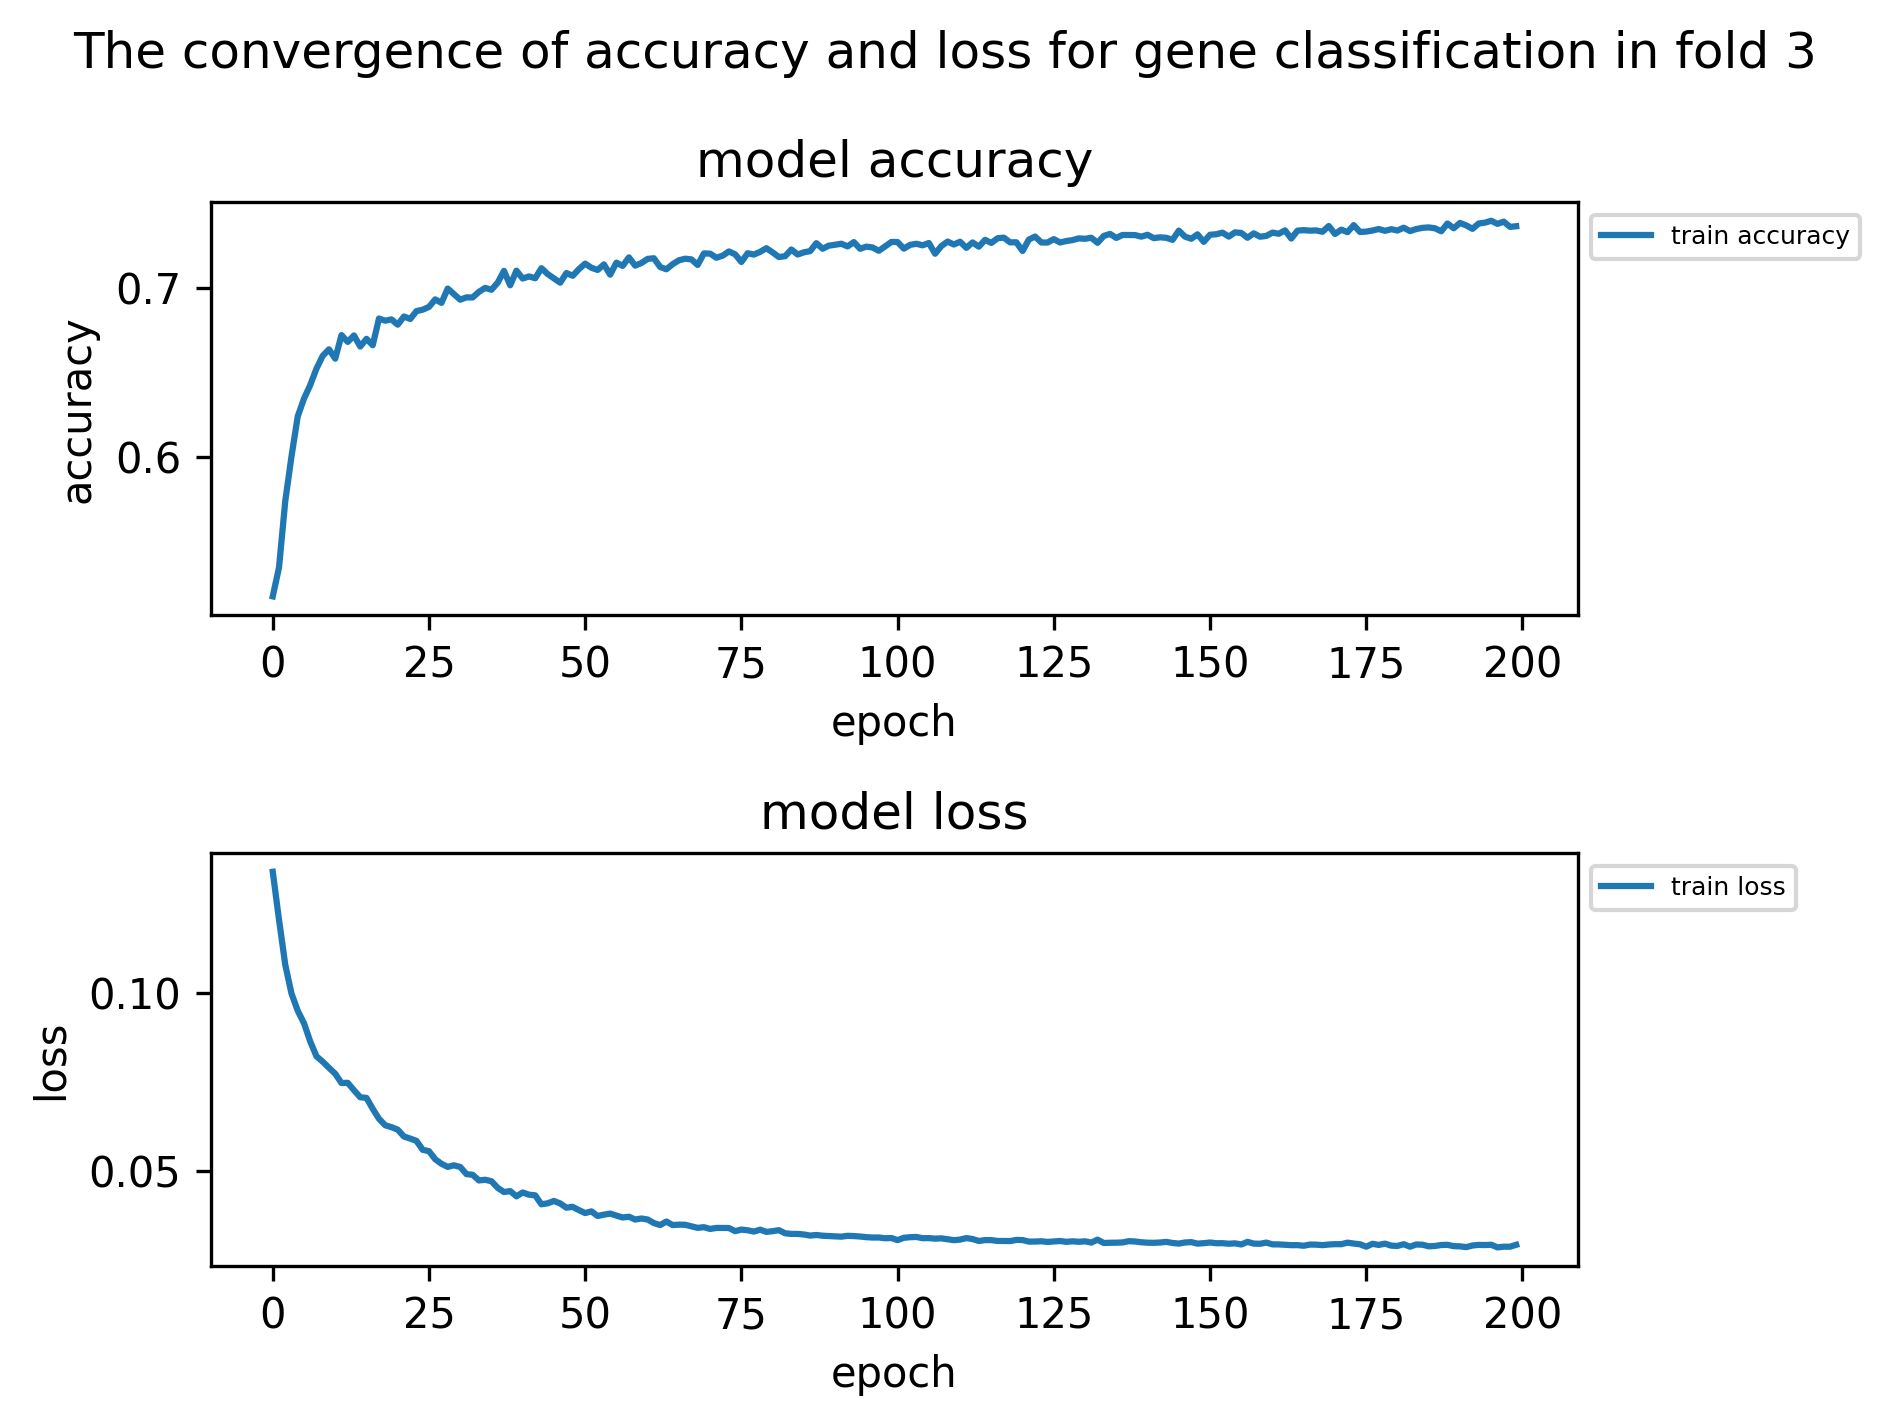 The convergence of accuracy and loss for gene classification in fold 3
model accuracy
train accuracy
0.7
0.6
accuracy
0 25 50 75 100 125 150 175 200
epoch
model loss
train loss
0.10
0.05
loss
0 25 50 75 100 125 150 175 200
epoch